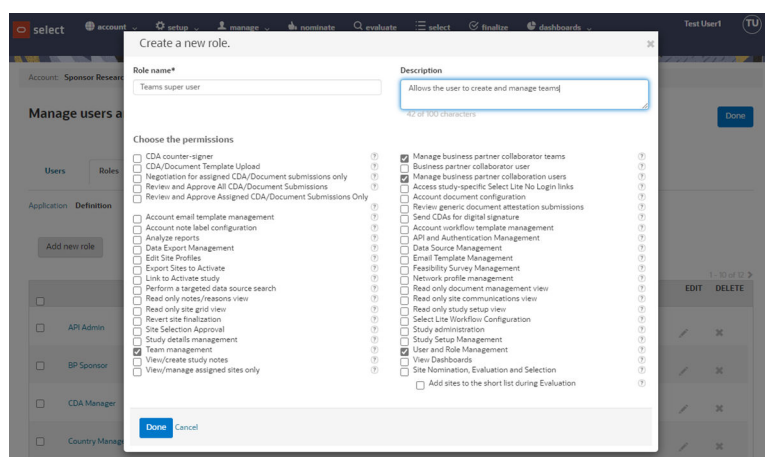 select account setup manage nominate evaluate select finalize dashboards Test User1 TU
Create a new role.
Account: Sponsor Researc
Role name*
Description
Teams super user
Allows the user to create and manage teams
42 of 100 characters
Manage users a
Done
Choose the permissions
CDA counter-signer
CDA/Document Template Upload
Negotiation for assigned CDA/Document submissions only
Review and Approve All CDA/Document Submissions
Review and Approve Assigned CDA/Document Submissions Only
Account email template management
Account note label configuration
Analyze reports
Data Export Management
Edit Site Profiles
Export Sites to Activate
Link to Activate study
Perform a targeted data source search
Read only notes/reasons view
Read only site grid view
Revert site finalization
Site Selection Approval
Study details management
Team management
View/create study notes
View/manage assigned sites only
Manage business partner collaborator teams
Business partner collaborator user
Manage business partner collaboration users
Access study-specific Select Lite No Login links
Account document configuration
Review generic document attestation submissions
Send CDAs for digital signature
Account workflow template management
API and Authentication Management
Data Source Management
Email Template Management
Feasibility Survey Management
Network profile management
Read only document management view
Read only site communications view
Read only study setup view
Select Lite Workflow Configuration
Study administration
Study Setup Management
User and Role Management
View Dashboards
Site Nomination, Evaluation and Selection
Add sites to the short list during Evaluation
Users Roles
Application Definition
Add new role
1 - 10 of 12
EDIT DELETE
API Admin
BP Sponsor
CDA Manager
Country Manage
Done Cancel